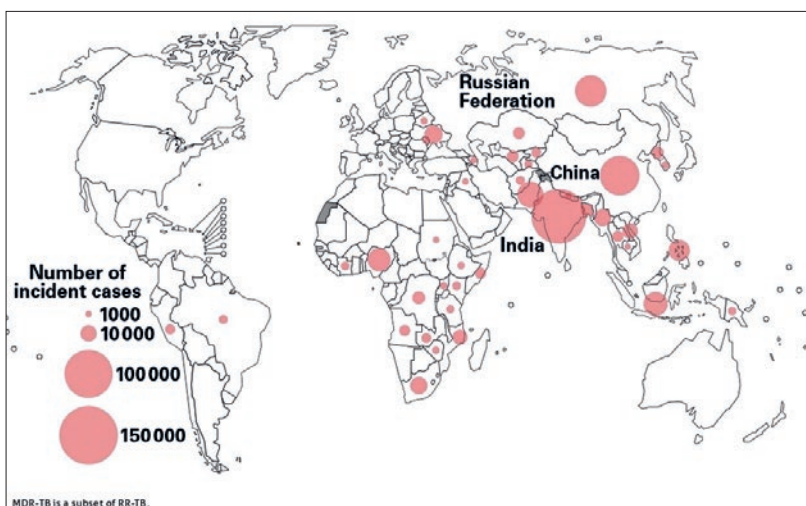 Russian
Federation
China
India
Number of
incident cases
1000
10 000
100 000
150 000
MDR-TB is a subset of RR-TB.